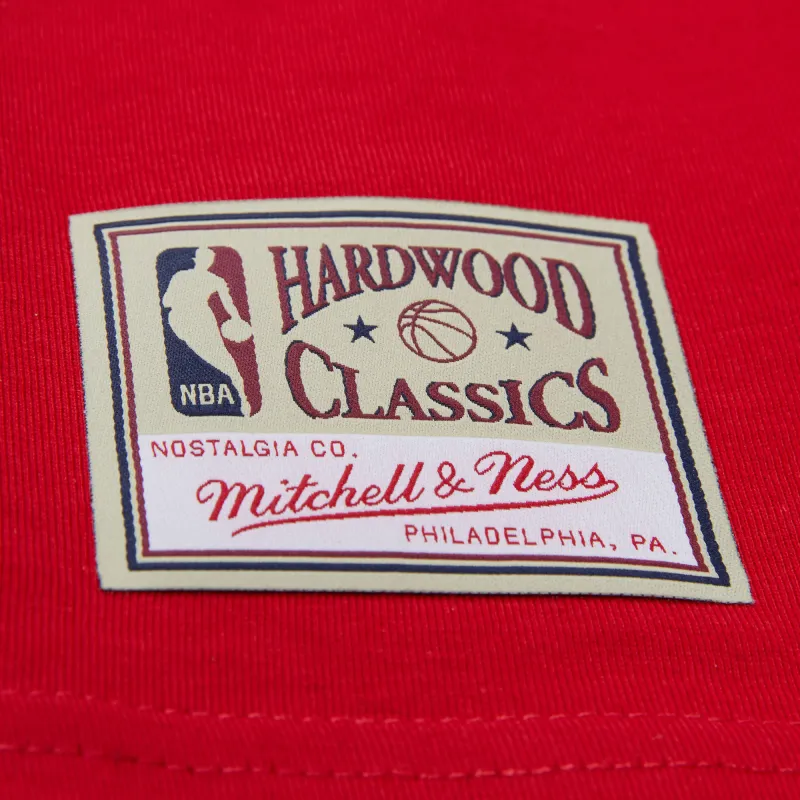 NBA
HARDWOOD
CLASSICS
NOSTALGIA CO.
Mitchell & Ness
PHILADELPHIA, PA.